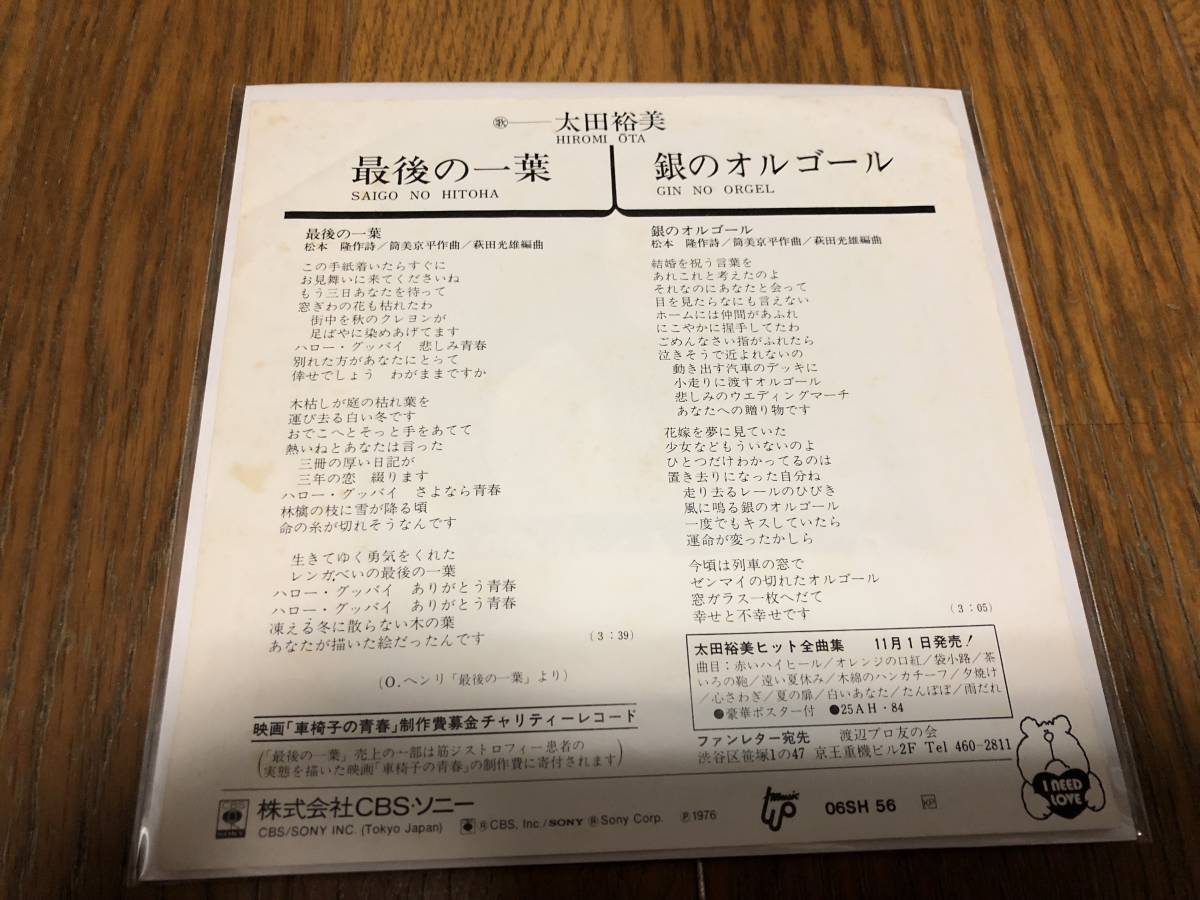 歌 太田裕美
HIROMI ŌTA
最後の一葉
SAIGO NO HITOHA
銀のオルゴール
GIN NO ORGEL
最後の一葉
松本 隆作詩/筒美京平作曲/萩田光雄編曲
この手紙着いたらすぐに
お見舞いに来てくださいね
もう三日あなたを待って
窓ぎわの花も枯れたわ
街中を秋のクレヨンが
足ばやに染めあげてます
ハロー・グッバイ 悲しみ青春
別れた方があなたにとって
倖せでしょう わがままですか
木枯しが庭の枯れ葉を
運び去る白い冬です
おでこへとそっと手をあてて
熱いねとあなたは言った
三冊の厚い日記が
三年の恋 綴ります
ハロー・グッバイ さよなら青春
林檎の枝に雪が降る頃
命の糸が切れそうなんです
生きてゆく勇気をくれた
レンガべいの最後の一葉
ハロー・グッバイ ありがとう青春
ハロー・グッバイ ありがとう青春
凍える冬に散らない木の葉
あなたが描いた絵だったんです
(3:39)
(O.ヘンリ「最後の一葉」より)
映画「車椅子の青春」制作費募金チャリティーレコード
(「最後の一葉」売上の一部は筋ジストロフィー患者の
実態を描いた映画「車椅子の青春」の制作費に寄付されます)
銀のオルゴール
松本 隆作詩/筒美京平作曲/萩田光雄編曲
結婚を祝う言葉を
あれこれと考えたのよ
それなのにあなたと会って
目を見たらなにも言えない
ホームには仲間があふれ
にこやかに握手してたわ
ごめんなさい指がふれたら
泣きそうで近よれないの
動き出す汽車のデッキに
小走りに渡すオルゴール
悲しみのウエディングマーチ
あなたへの贈り物です
花嫁を夢に見ていた
少女などもういないのよ
ひとつだけわかってるのは
置き去りになった自分ね
走り去るレールのひびき
風に鳴る銀のオルゴール
一度でもキスしていたら
運命が変ったかしら
今頃は列車の窓で
ゼンマイの切れたオルゴール
窓ガラス一枚へだて
幸せと不幸せです
(3:05)
太田裕美ヒット全曲集 11月1日発売!
曲目:赤いハイヒール/オレンジの口紅/袋小路/茶
いろの鞄/遠い夏休み/木綿のハンカチーフ/夕焼け
/心さわぎ/夏の扉/白いあなた/たんぽぽ/雨だれ
●豪華ポスター付 ●25AH・84
ファンレター宛先 渡辺プロ友の会
渋谷区笹塚1の47 京王重機ビル2F Tel 460-2811
I NEED
LOVE
CBS
SONY
株式会社CBS・ソニー
CBS/SONY INC. (Tokyo Japan)
®CBS, Inc./SONY ®Sony Corp. ℗1976
Music
06SH 56
KP